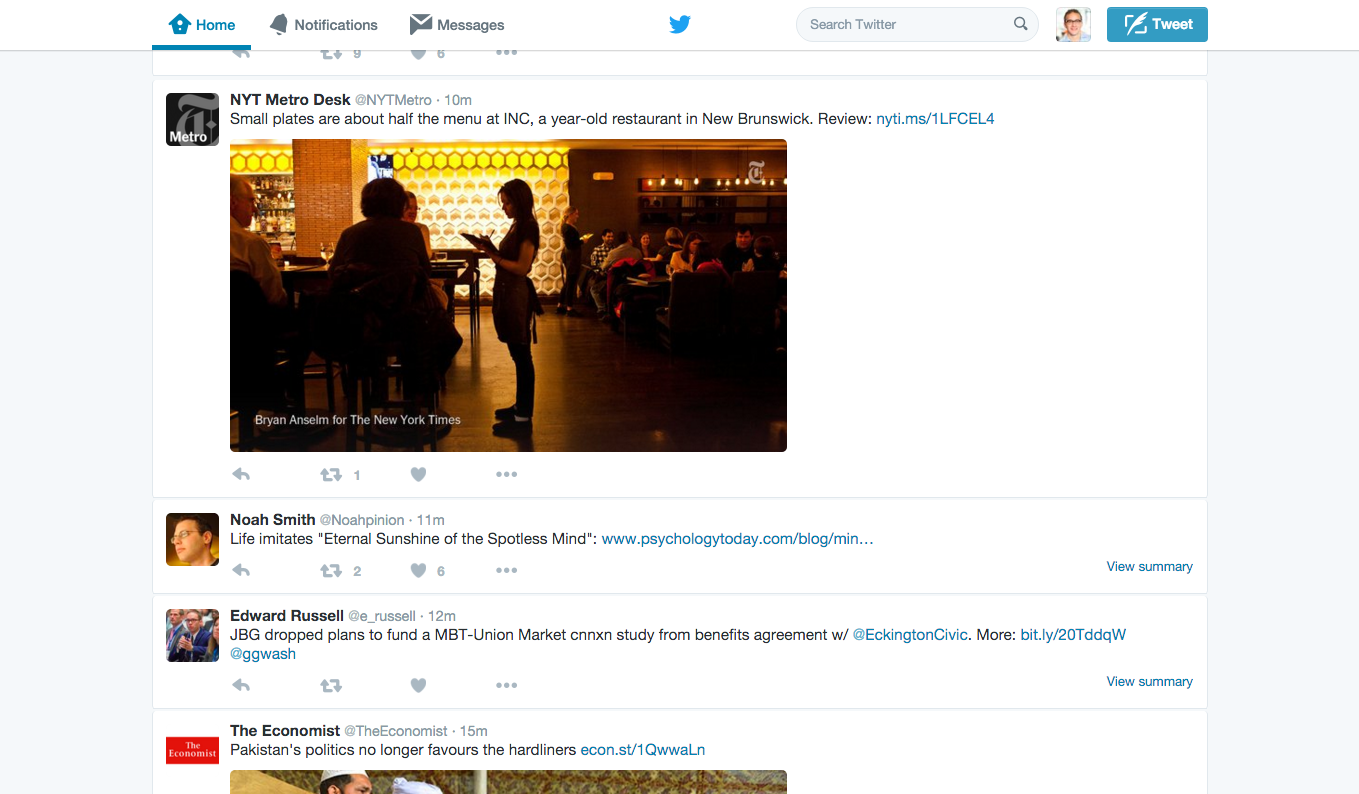 Home Notifications Messages Search Twitter Tweet
9 6
NYT Metro Desk @NYTMetro · 10m
Metro
Small plates are about half the menu at INC, a year-old restaurant in New Brunswick. Review: nyti.ms/1LFCEL4
Bryan Anselm for The New York Times
1
Noah Smith @Noahpinion · 11m
Life imitates "Eternal Sunshine of the Spotless Mind": www.psychologytoday.com/blog/min…
2 6
View summary
Edward Russell @e_russell · 12m
JBG dropped plans to fund a MBT-Union Market cnnxn study from benefits agreement w/ @EckingtonCivic. More: bit.ly/20TddqW
@ggwash
View summary
The Economist @TheEconomist · 15m
The
Economist
Pakistan's politics no longer favours the hardliners econ.st/1QwwaLn